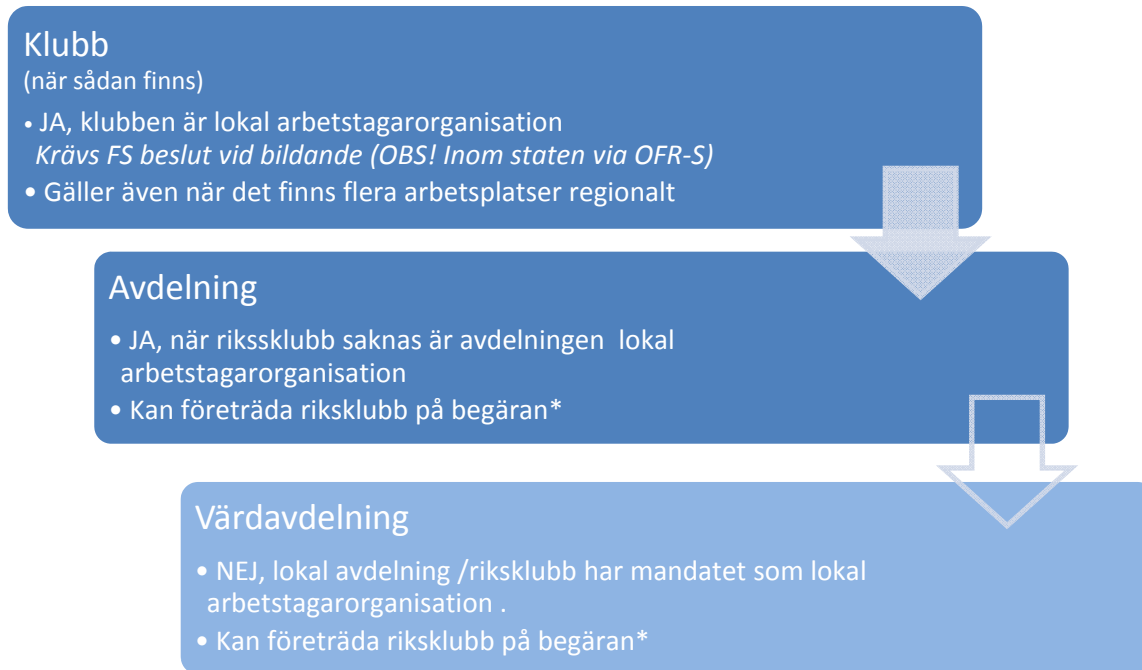 Klubb
(när sådan finns)
• JA, klubben är lokal arbetstagarorganisation
Krävs FS beslut vid bildande (OBS! Inom staten via OFR-S)
• Gäller även när det finns flera arbetsplatser regionalt
Avdelning
• JA, när rikssklubb saknas är avdelningen lokal
arbetstagarorganisation
• Kan företräda riksklubb på begäran*
Värdavdelning
• NEJ, lokal avdelning /riksklubb har mandatet som lokal
arbetstagarorganisation .
• Kan företräda riksklubb på begäran*